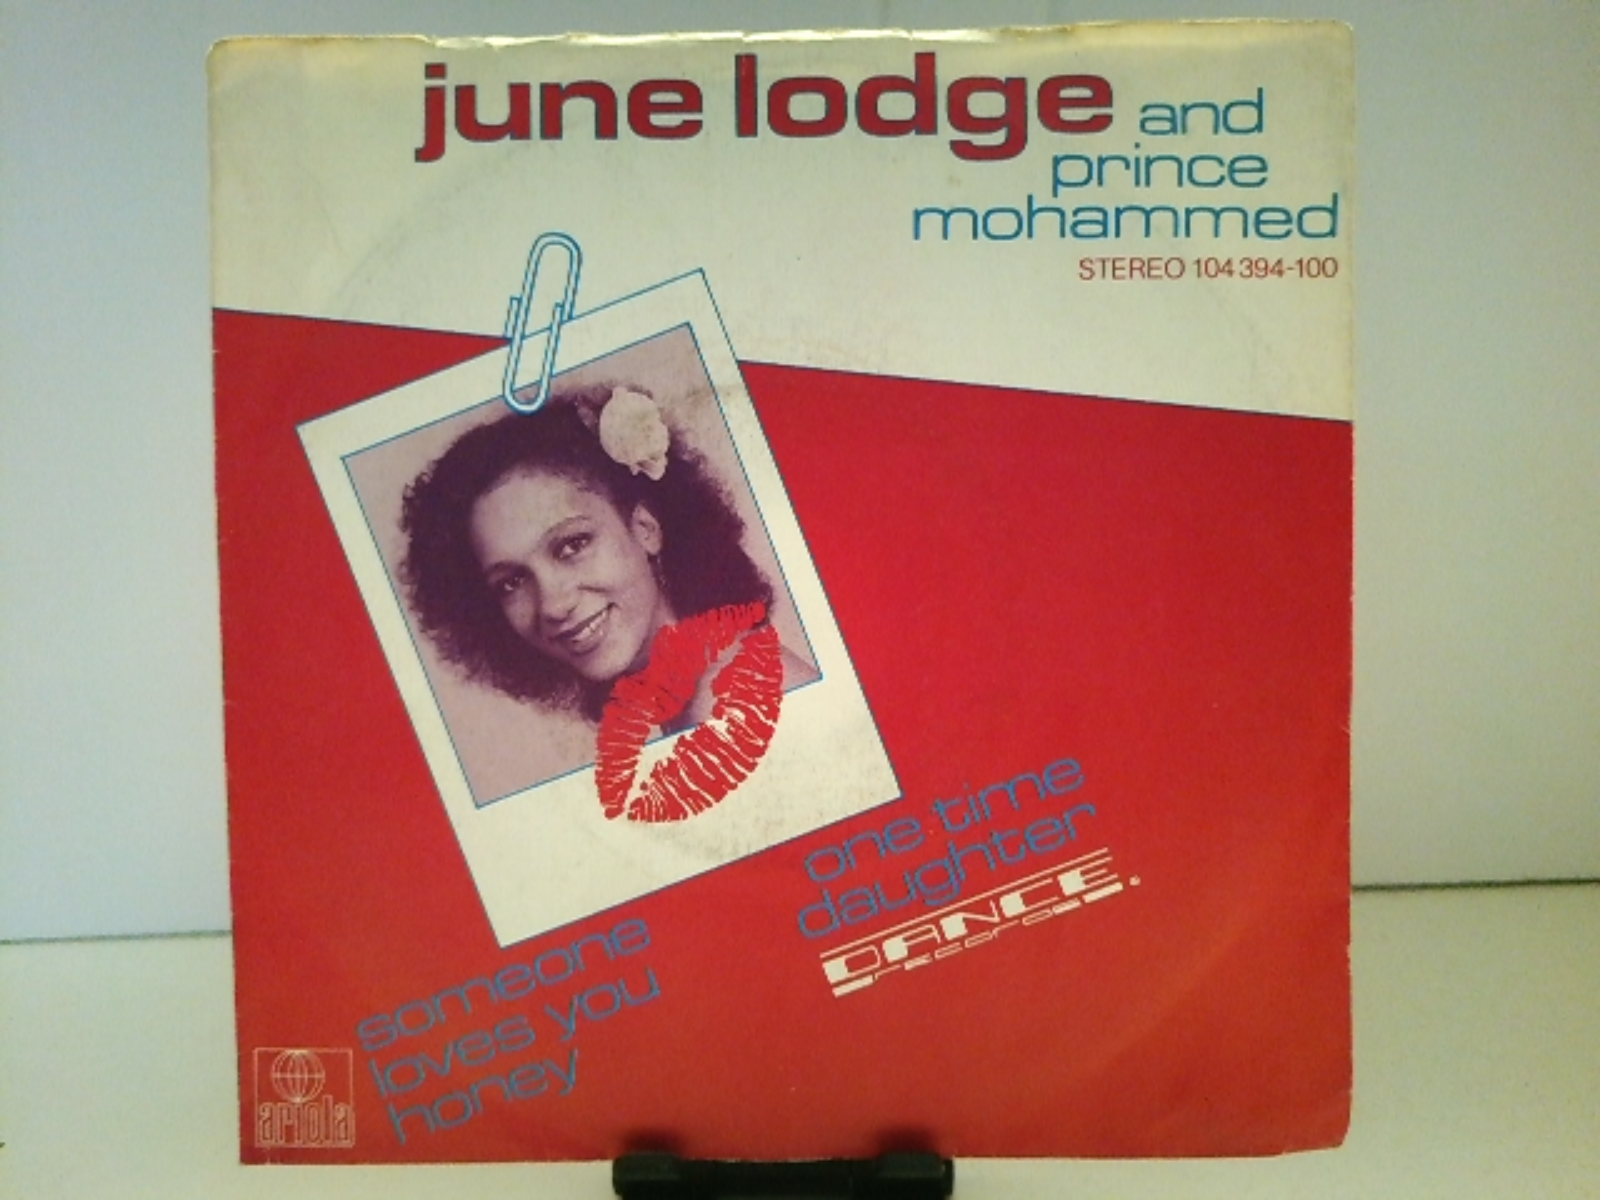 june lodge and
prince
mohammed
STEREO 104 394-100
one time
daughter
DANCE
records
someone
loves you
honey
ariola